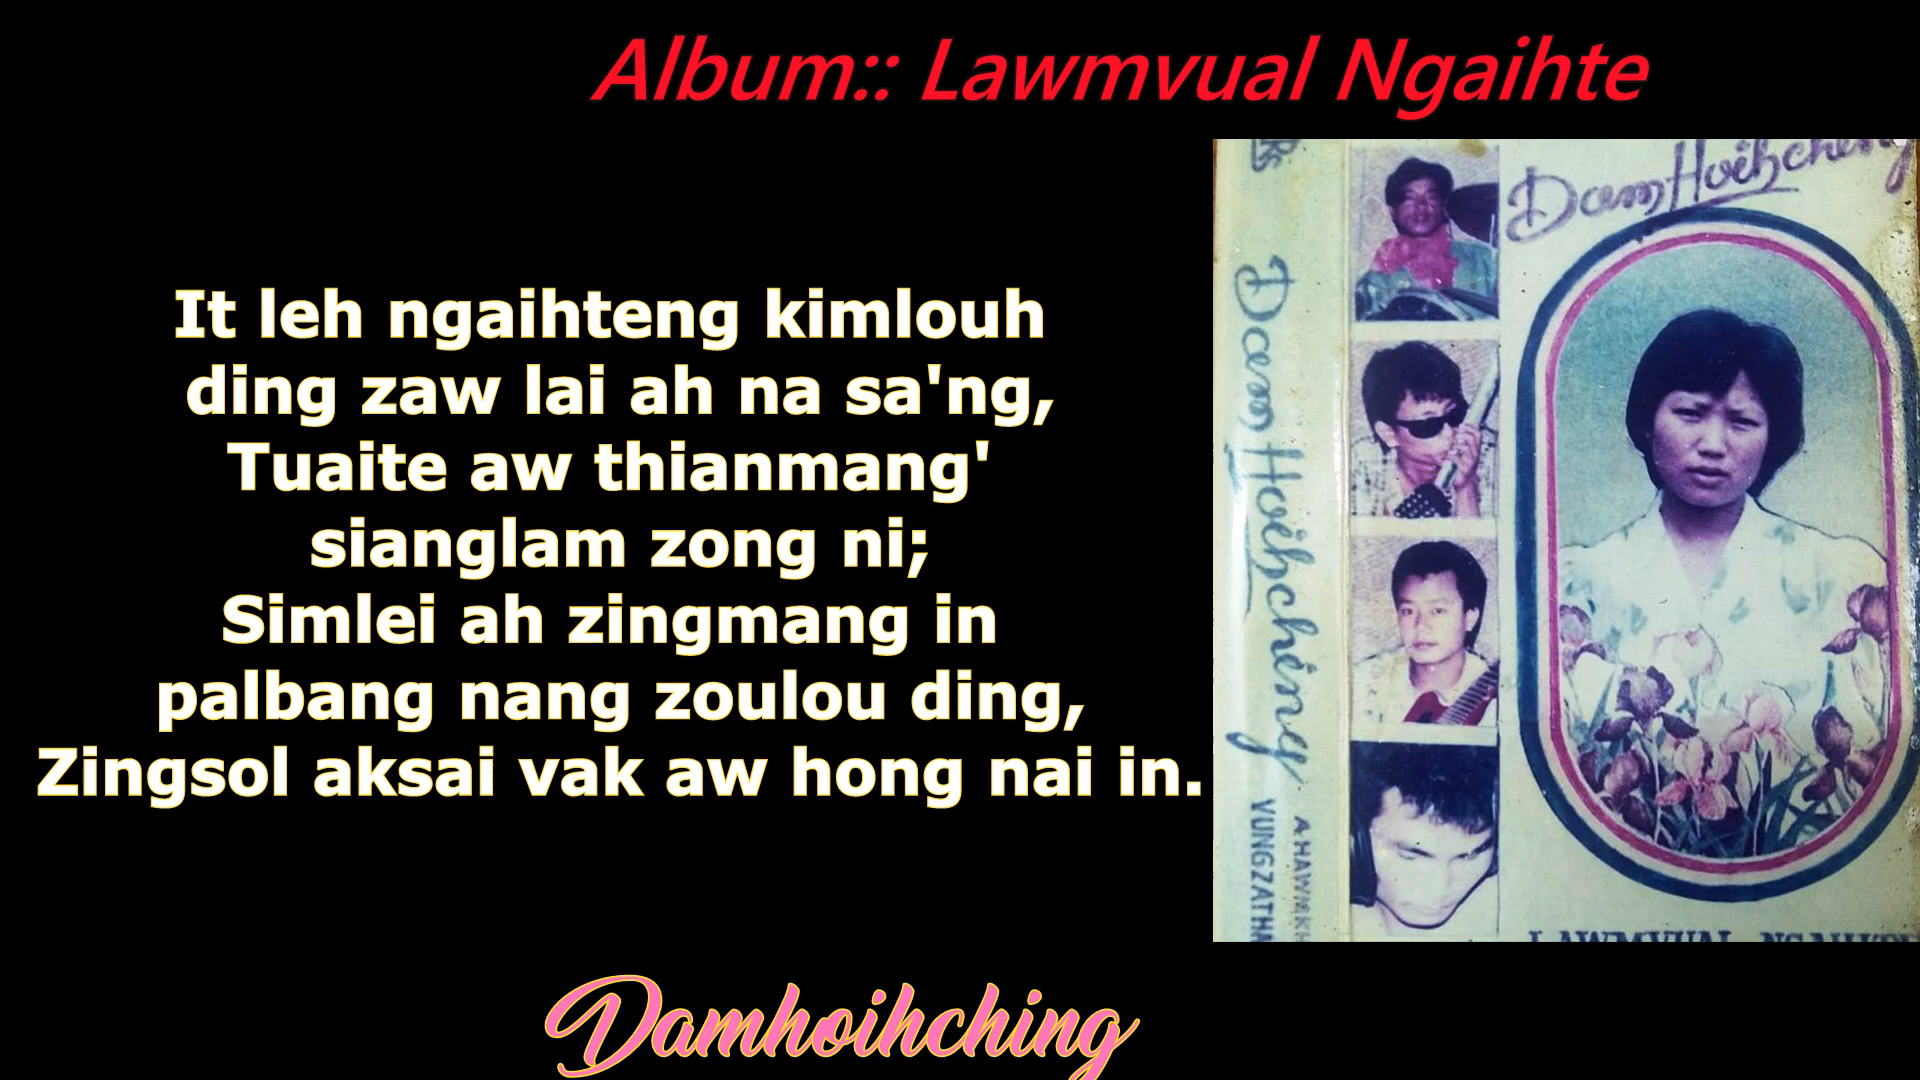 Album:: Lawmvual Ngaihte
It leh ngaihteng kimlouh
ding zaw lai ah na sa'ng,
Tuaite aw thianmang'
sianglam zong ni;
Simlei ah zingmang in
palbang nang zoulou ding,
Zingsol aksai vak aw hong nai in.
Dam Hoihching
Dam Hoihching
VUNGZATHA
Damhoihching